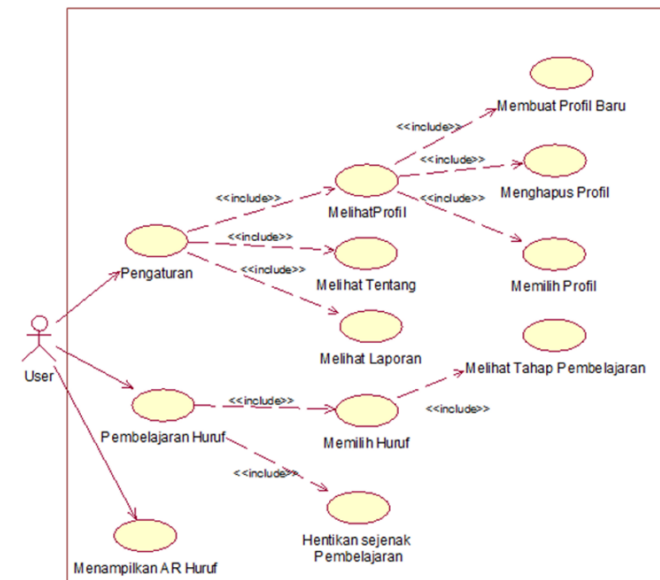 Membuat Profil Baru
<<include>>
<<include>>
Menghapus Profil
<<include>>
MelihatProfil
<<include>>
<<include>>
Pengaturan
<<include>>
Melihat Tentang
Memilih Profil
Melihat Laporan
User
Melihat Tahap Pembelajaran
<<include>>
<<include>>
Pembelajaran Huruf
Memilih Huruf
<<include>>
Hentikan sejenak
Pembelajaran
Menampilkan AR Huruf